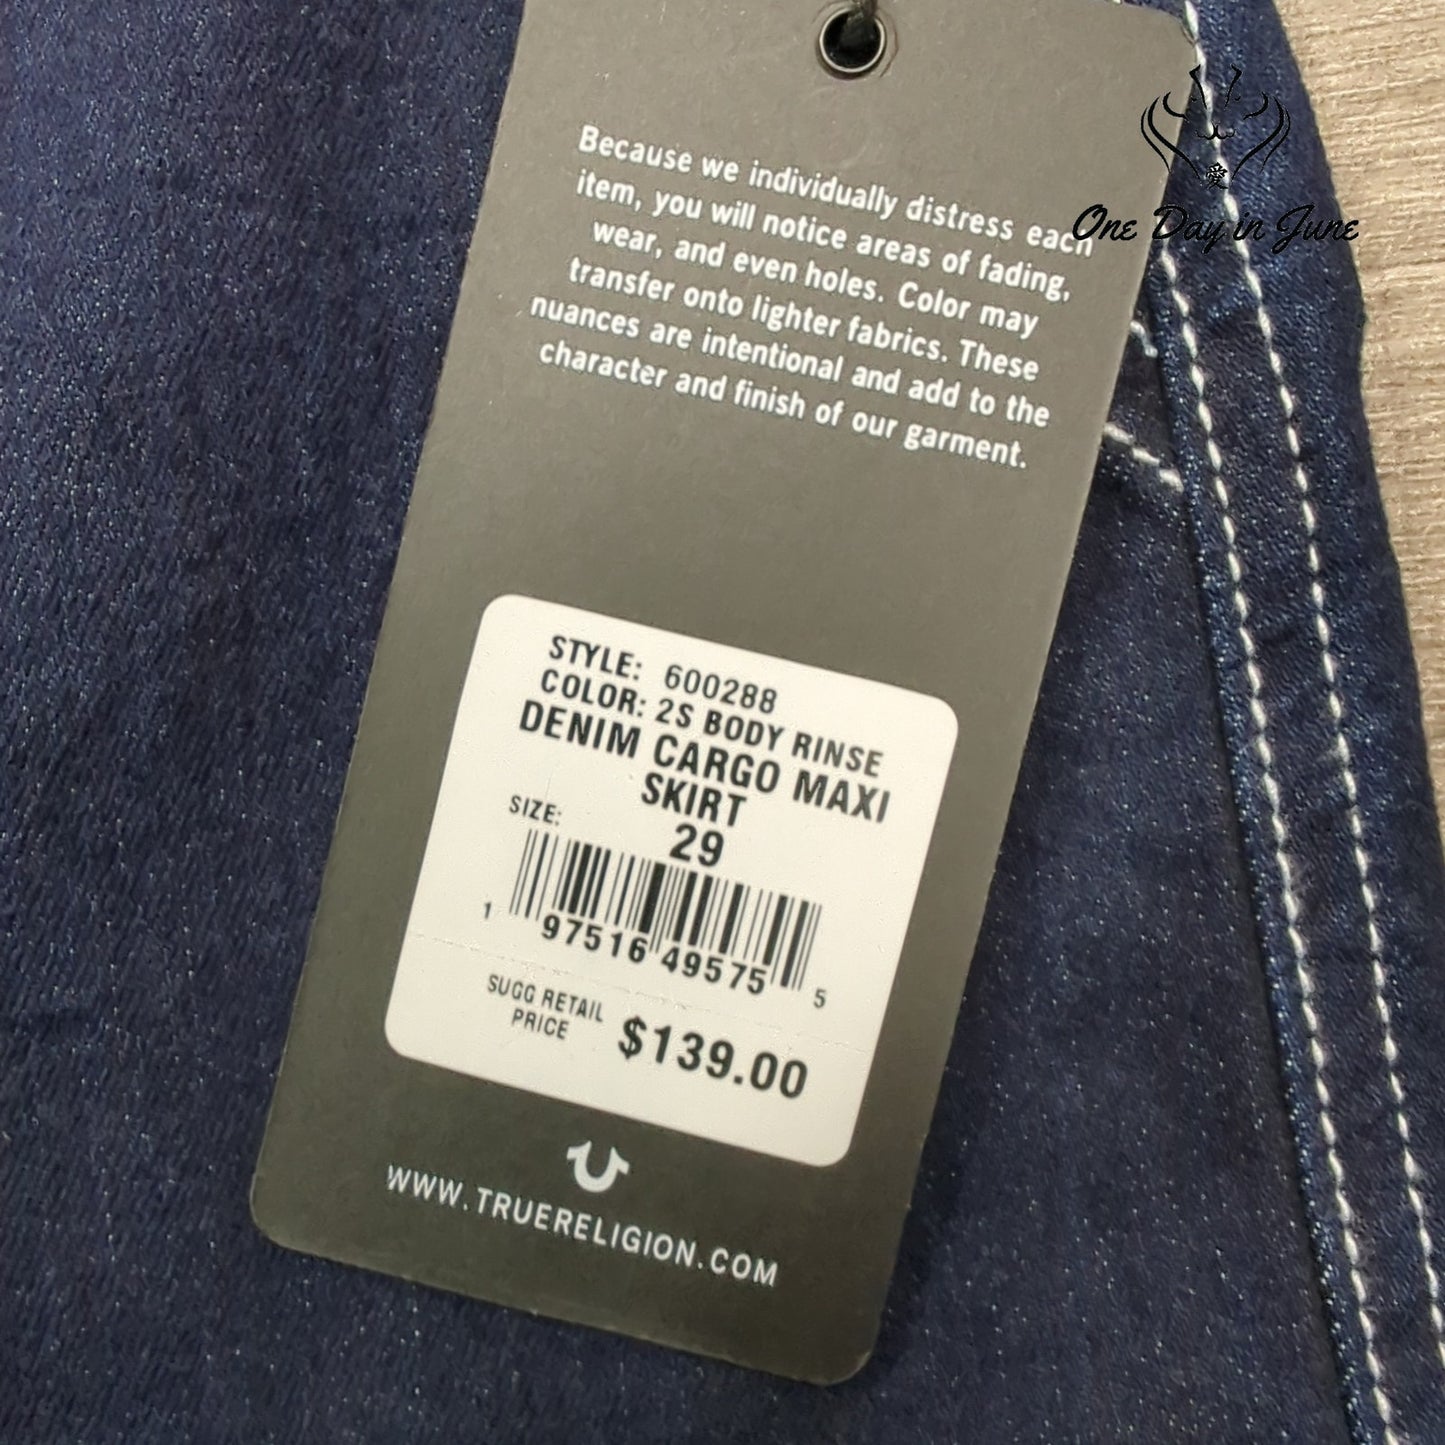 Because we individually distress each
item, you will notice areas of fading,
wear, and even holes. Color may
transfer onto lighter fabrics. These
nuances are intentional and add to the
character and finish of our garment.
愛
One Day in June
STYLE: 600288
COLOR: 2S BODY RINSE
DENIM CARGO MAXI
SKIRT
SIZE: 29
1 97516 49575 5
SUGG RETAIL
PRICE $139.00
WWW.TRUERELIGION.COM